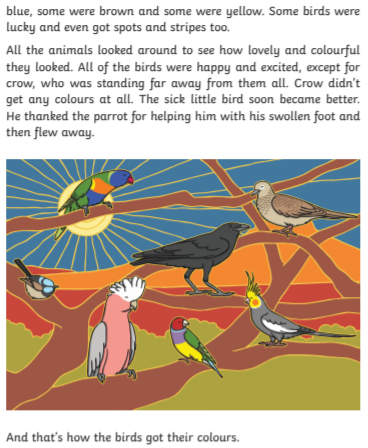 blue, some were brown and some were yellow. Some birds were
lucky and even got spots and stripes too.
All the animals looked around to see how lovely and colourful
they looked. All of the birds were happy and excited, except for
crow, who was standing far away from them all. Crow didn't
get any colours at all. The sick little bird soon became better.
He thanked the parrot for helping him with his swollen foot and
then flew away.
And that's how the birds got their colours.